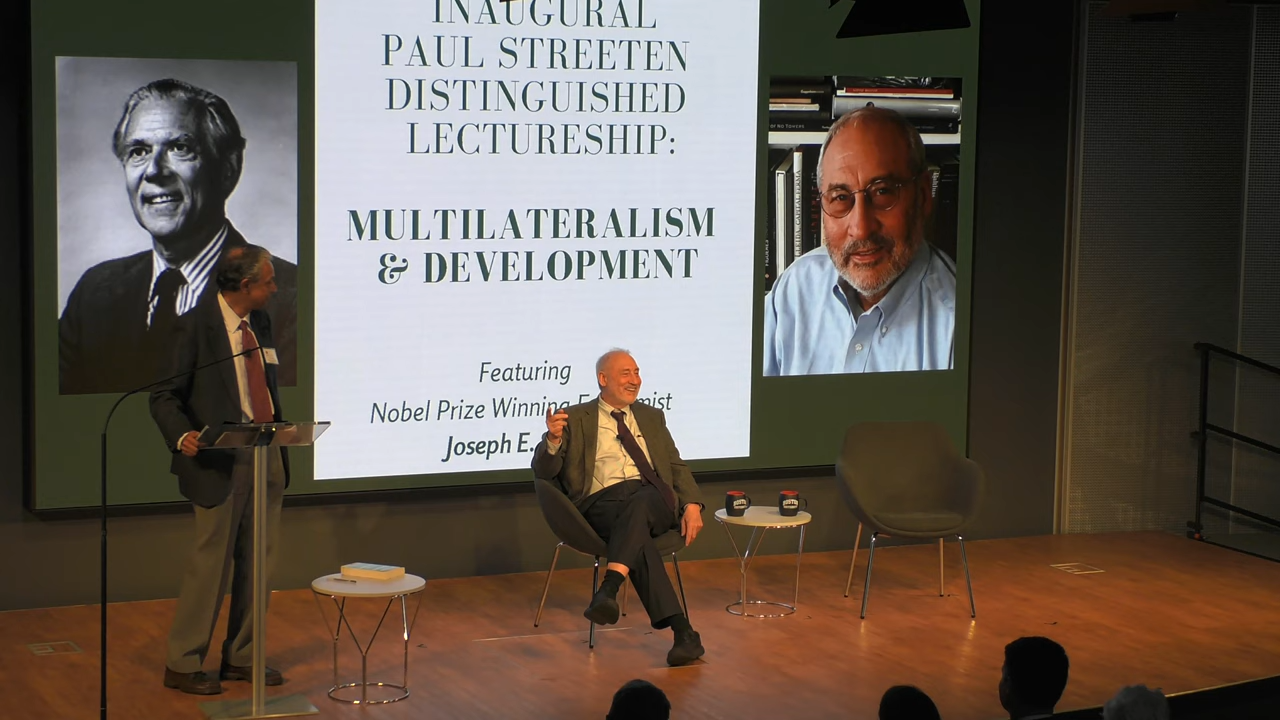 INAUGURAL
PAUL STREETEN
DISTINGUISHED
LECTURESHIP:
MULTILATERALISM
& DEVELOPMENT
Featuring
Nobel Prize Winning
Joseph E.